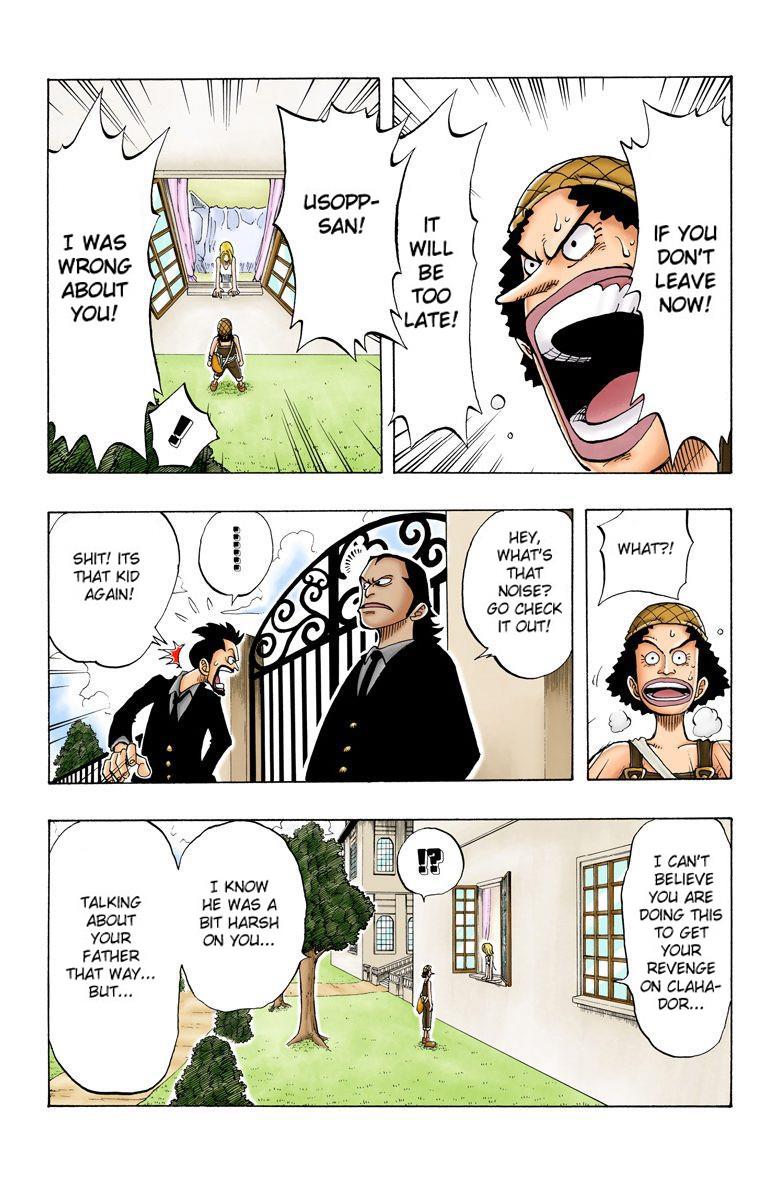 IF YOU
DON'T
LEAVE
NOW!
IT
WILL
BE
TOO
LATE!
USOPP-
SAN!
I WAS
WRONG
ABOUT
YOU!
!
WHAT?!
HEY,
WHAT'S
THAT
NOISE?
GO CHECK
IT OUT!
!!!!!!
SHIT! ITS
THAT KID
AGAIN!
I CAN'T
BELIEVE
YOU ARE
DOING THIS
TO GET
YOUR
REVENGE
ON CLAHA-
DOR...
!?
I KNOW
HE WAS A
BIT HARSH
ON YOU...
TALKING
ABOUT
YOUR
FATHER
THAT WAY...
BUT...